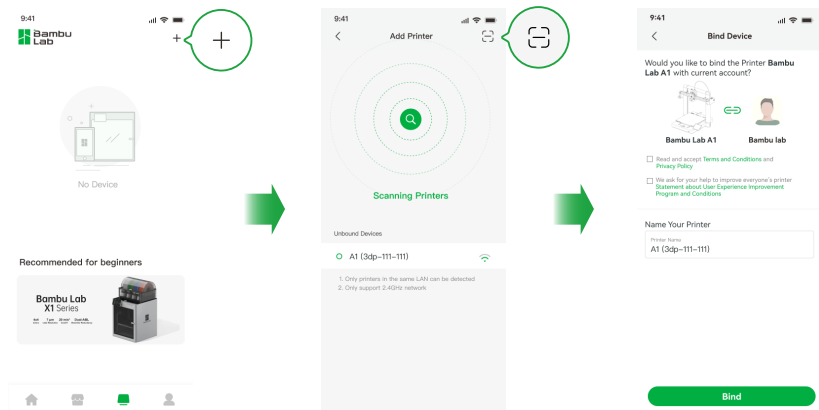 9:41
Bambu
Lab
No Device
Recommended for beginners
Bambu Lab
X1 Series
9:41
Add Printer
Scanning Printers
Unbound Devices
A1 (3dp-111-111)
1. Only printers in the same LAN can be detected
2. Only support 2.4GHz network
9:41
Bind Device
Would you like to bind the Printer Bambu
Lab A1 with current account?
Bambu Lab A1
Bambu lab
Read and accept Terms and Conditions and
Privacy Policy
We ask for your help to improve everyone's printer
Statement about User Experience Improvement
Program and Conditions
Name Your Printer
Printer Name
A1 (3dp-111-111)
Bind